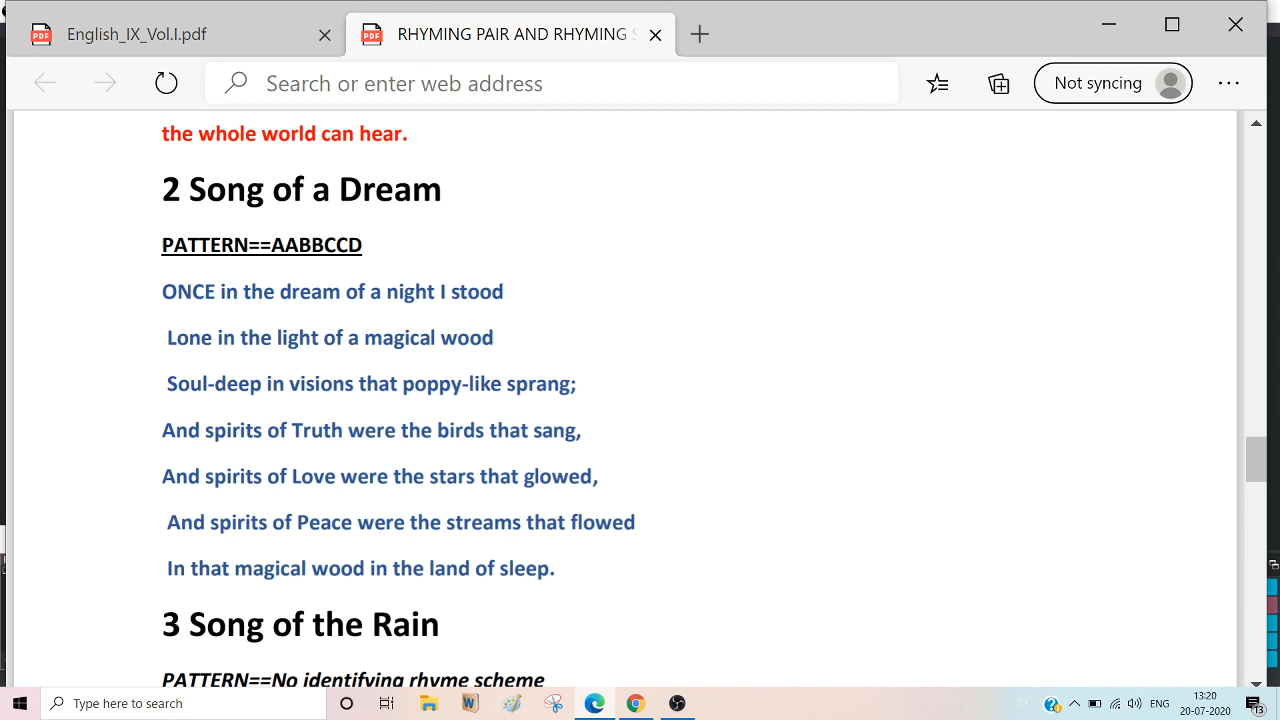 English_IX_Vol.I.pdf
RHYMING PAIR AND RHYMING S
Search or enter web address
Not syncing
the whole world can hear.
2 Song of a Dream
PATTERN==AABBCCD
ONCE in the dream of a night I stood
Lone in the light of a magical wood
Soul-deep in visions that poppy-like sprang;
And spirits of Truth were the birds that sang,
And spirits of Love were the stars that glowed,
And spirits of Peace were the streams that flowed
In that magical wood in the land of sleep.
3 Song of the Rain
PATTERN==No identifying rhyme scheme
Type here to search
ENG
13:20
20-07-2020
13